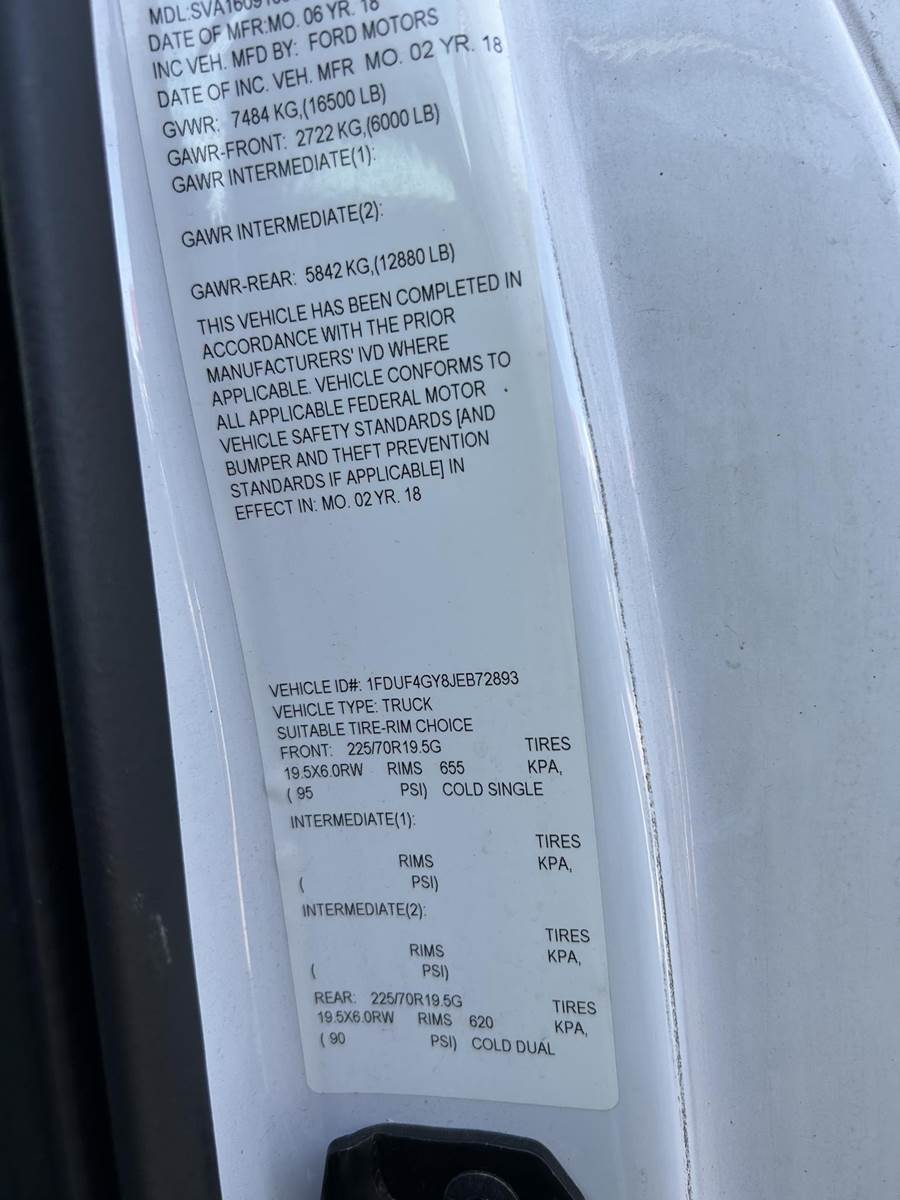 MDL:SVA16091
DATE OF MFR:MO. 06 YR. 18
INC VEH. MFD BY: FORD MOTORS
DATE OF INC. VEH. MFR MO. 02 YR. 18
GVWR: 7484 KG,(16500 LB)
GAWR-FRONT: 2722 KG,(6000 LB)
GAWR INTERMEDIATE(1):
GAWR INTERMEDIATE(2):
GAWR-REAR: 5842 KG,(12880 LB)
THIS VEHICLE HAS BEEN COMPLETED IN
ACCORDANCE WITH THE PRIOR
MANUFACTURERS' IVD WHERE
APPLICABLE. VEHICLE CONFORMS TO
ALL APPLICABLE FEDERAL MOTOR
VEHICLE SAFETY STANDARDS [AND
BUMPER AND THEFT PREVENTION
STANDARDS IF APPLICABLE] IN
EFFECT IN: MO. 02 YR. 18
VEHICLE ID#: 1FDUF4GY8JEB72893
VEHICLE TYPE: TRUCK
SUITABLE TIRE-RIM CHOICE
FRONT: 225/70R19.5G TIRES
19.5X6.0RW RIMS 655 KPA,
( 95 PSI) COLD SINGLE
INTERMEDIATE(1):
TIRES
RIMS KPA,
( PSI)
INTERMEDIATE(2):
TIRES
RIMS KPA,
( PSI)
REAR: 225/70R19.5G TIRES
19.5X6.0RW RIMS 620 KPA,
( 90 PSI) COLD DUAL